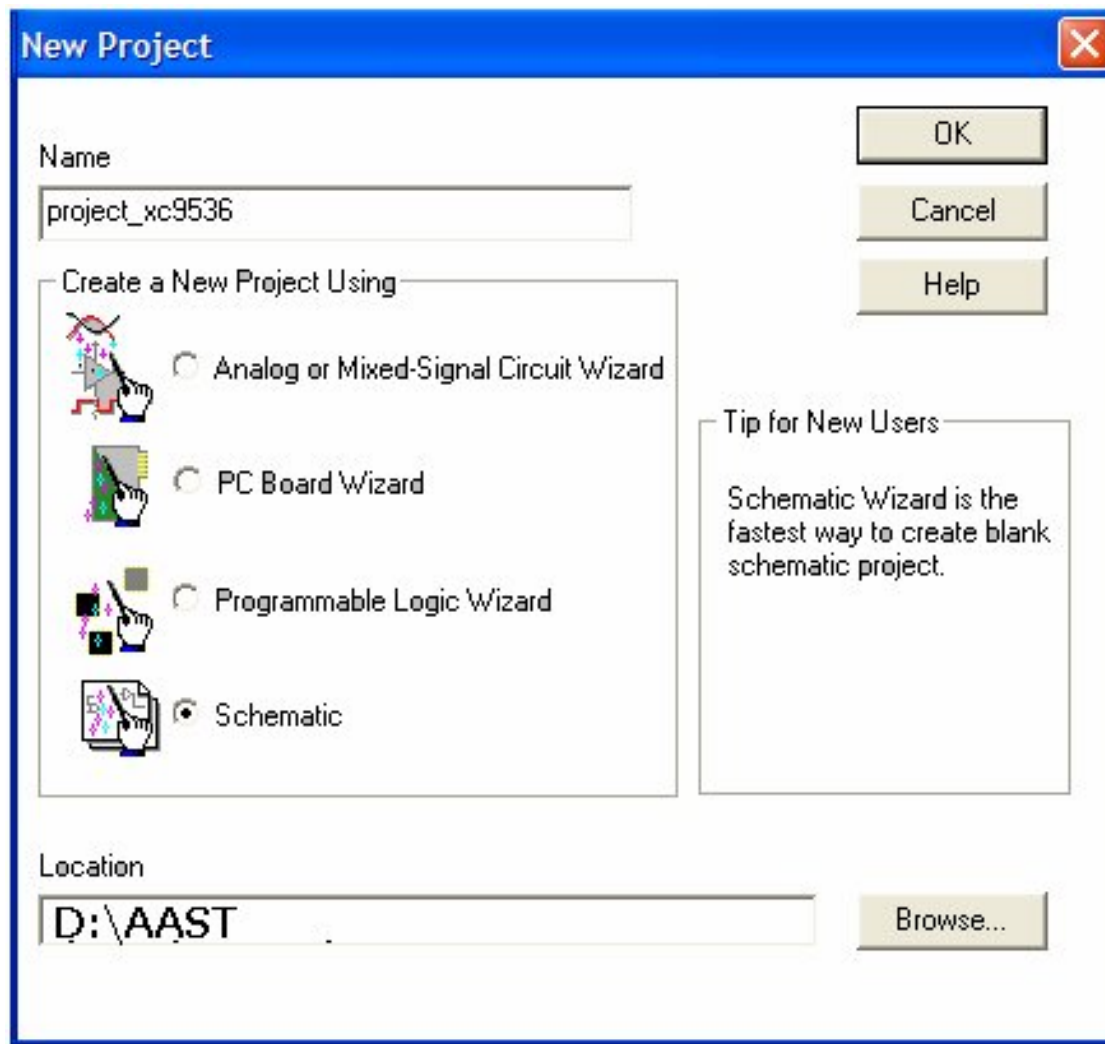 New Project
Name
OK
project_xc9536
Cancel
Create a New Project Using
Help
Analog or Mixed-Signal Circuit Wizard
PC Board Wizard
Programmable Logic Wizard
Schematic
Tip for New Users
Schematic Wizard is the
fastest way to create blank
schematic project.
Location
D:\AAST
Browse...